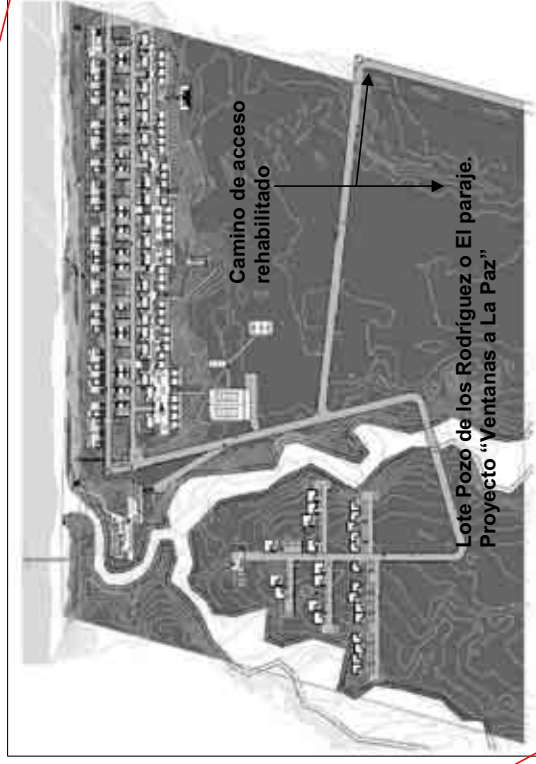 Camino de acceso
rehabilitado
Lote Pozo de los Rodríguez o El paraje.
Proyecto “Ventanas a La Paz”